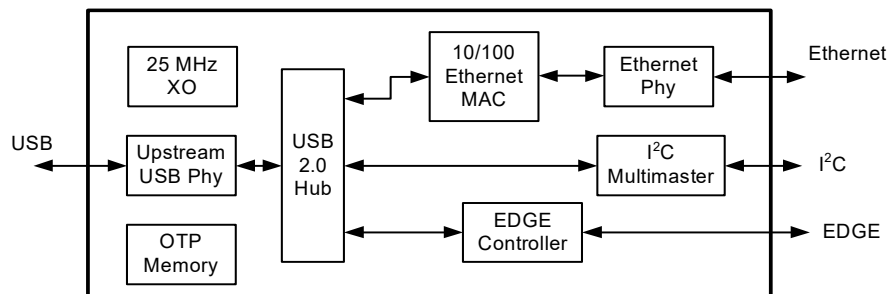 25 MHz
XO
10/100
Ethernet
MAC
Ethernet
Phy
Ethernet
USB
Upstream
USB Phy
USB
2.0
Hub
I²C
Multimaster
I²C
OTP
Memory
EDGE
Controller
EDGE